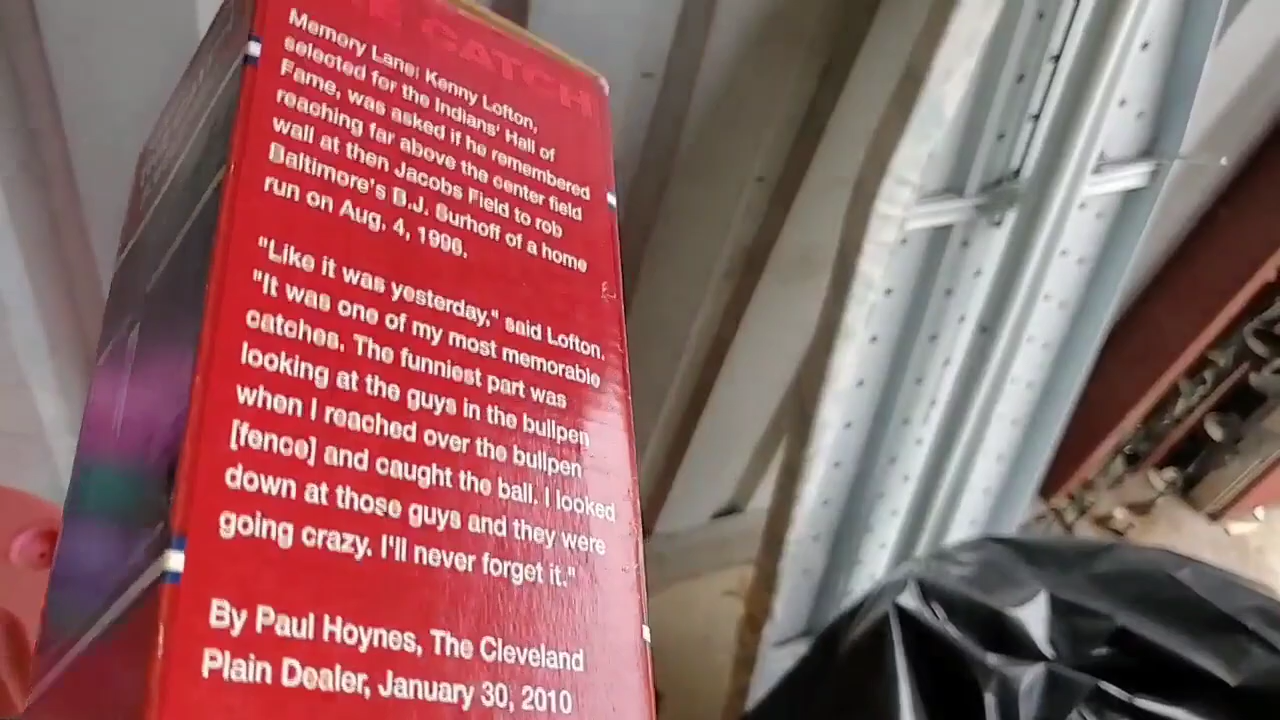 CATCH
Memory Lane: Kenny Lofton,
selected for the Indians' Hall of
Fame, was asked if he remembered
reaching far above the center field
wall at then Jacobs Field to rob
Baltimore's B.J. Surhoff of a home
run on Aug. 4, 1996.
"Like it was yesterday," said Lofton.
"It was one of my most memorable
catches. The funniest part was
looking at the guys in the bullpen
when I reached over the bullpen
[fence] and caught the ball. I looked
down at those guys and they were
going crazy. I'll never forget it."
By Paul Hoynes, The Cleveland
Plain Dealer, January 30, 2010